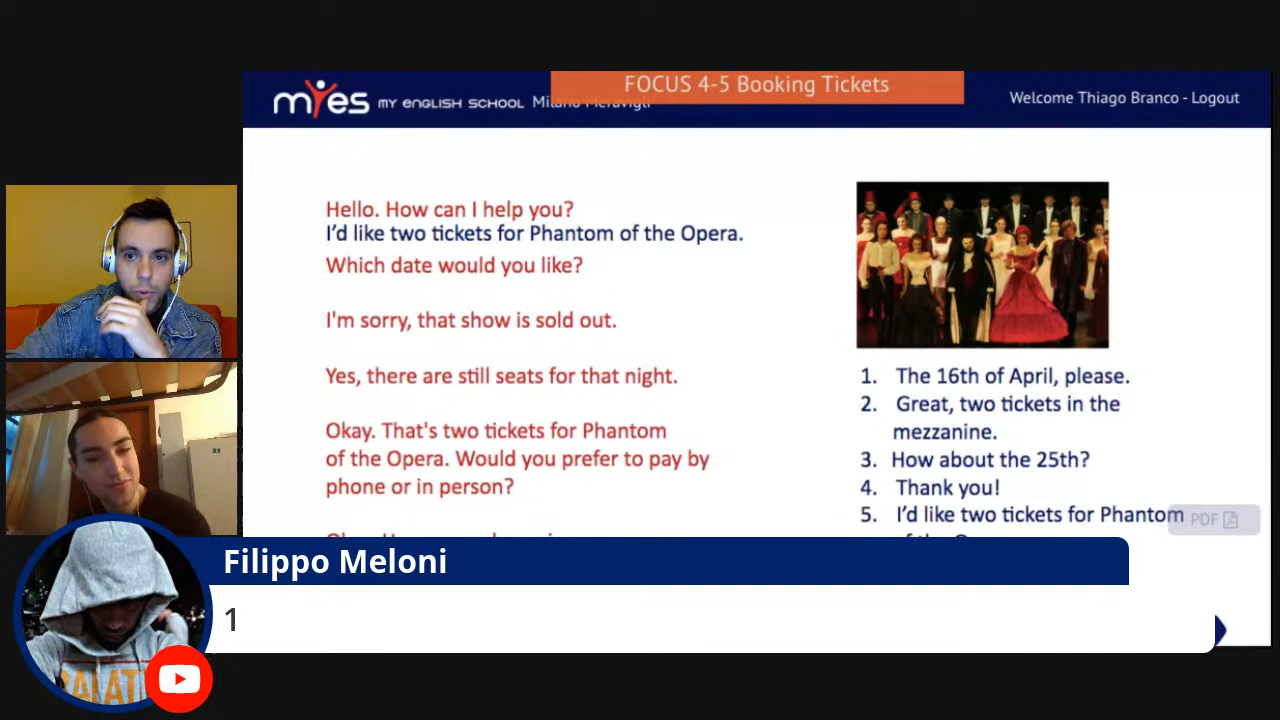 FOCUS 4-5 Booking Tickets
myes MY ENGLISH SCHOOL Milano Meravigli
Welcome Thiago Branco - Logout
Hello. How can I help you?
I'd like two tickets for Phantom of the Opera.
Which date would you like?
I'm sorry, that show is sold out.
Yes, there are still seats for that night.
Okay. That's two tickets for Phantom
of the Opera. Would you prefer to pay by
phone or in person?
1. The 16th of April, please.
2. Great, two tickets in the
mezzanine.
3. How about the 25th?
4. Thank you!
5. I'd like two tickets for Phantom
PDF
Filippo Meloni
1